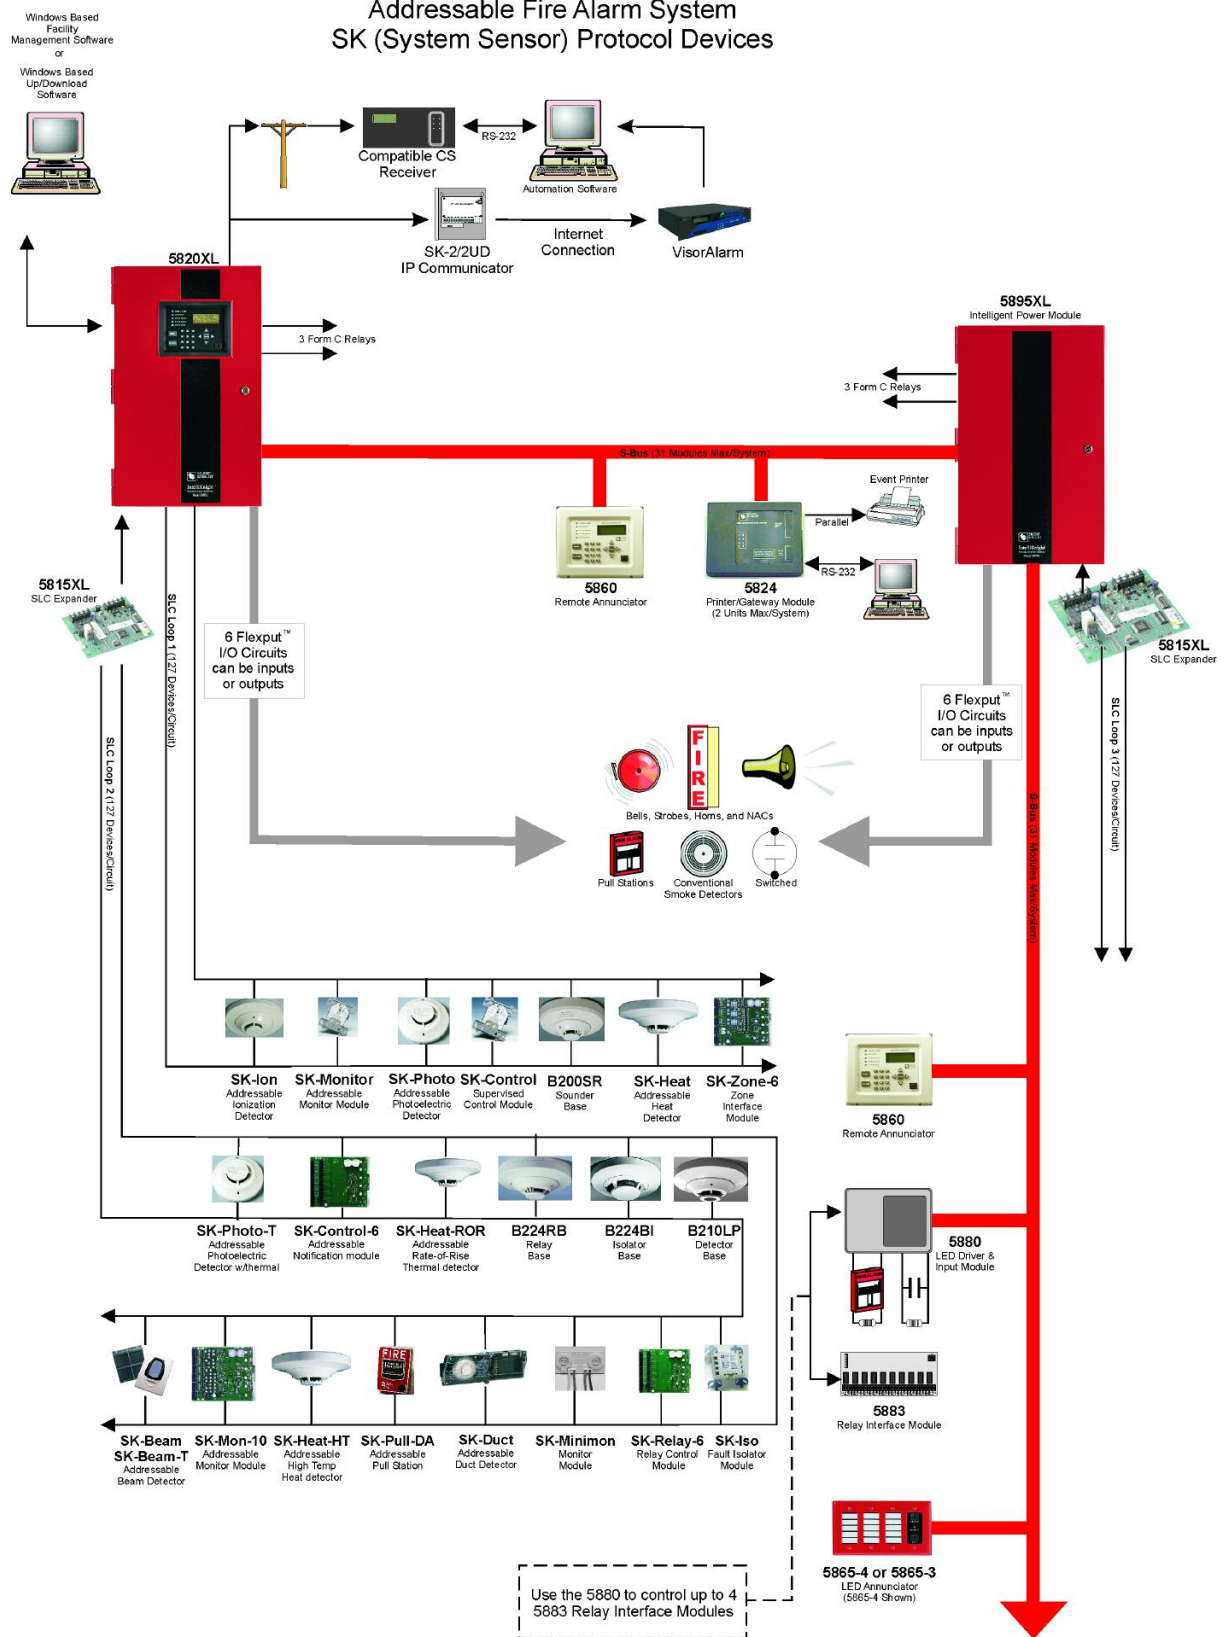 Addressable Fire Alarm System
SK (System Sensor) Protocol Devices
Windows Based
Facility
Management Software
or
Windows Based
Up/Download
Software
Compatible CS
Receiver
RS-232
Automation Software
SK-2/2UD
IP Communicator
Internet
Connection
VisorAlarm
5820XL
3 Form C Relays
5895XL
Intelligent Power Module
3 Form C Relays
S-Bus (31 Modules Max/System)
5860
Remote Annunciator
5824
Printer/Gateway Module
(2 Units Max/System)
Parallel
Event Printer
RS-232
5815XL
SLC Expander
SLC Loop 1 (127 Devices/Circuit)
SLC Loop 2 (127 Devices/Circuit)
6 Flexput™
I/O Circuits
can be inputs
or outputs
5815XL
SLC Expander
SLC Loop 3 (127 Devices/Circuit)
6 Flexput™
I/O Circuits
can be inputs
or outputs
S-Bus (31 Modules Max/System)
FIRE
Bells, Strobes, Horns, and NACs
Pull Stations
Conventional
Smoke Detectors
Switched
SK-Ion
Addressable
Ionization
Detector
SK-Monitor
Addressable
Monitor Module
SK-Photo
Addressable
Photoelectric
Detector
SK-Control
Supervised
Control Module
B200SR
Sounder
Base
SK-Heat
Addressable
Heat
Detector
SK-Zone-6
Zone
Interface
Module
SK-Photo-T
Addressable
Photoelectric
Detector w/thermal
SK-Control-6
Addressable
Notification module
SK-Heat-ROR
Addressable
Rate-of-Rise
Thermal detector
B224RB
Relay
Base
B224BI
Isolator
Base
B210LP
Detector
Base
FIRE
SK-Beam
SK-Beam-T
Addressable
Beam Detector
SK-Mon-10
Addressable
Monitor Module
SK-Heat-HT
Addressable
High Temp
Heat detector
SK-Pull-DA
Addressable
Pull Station
SK-Duct
Addressable
Duct Detector
SK-Minimon
Monitor
Module
SK-Relay-6
Relay Control
Module
SK-Iso
Fault Isolator
Module
5860
Remote Annunciator
5880
LED Driver &
Input Module
5883
Relay Interface Module
5865-4 or 5865-3
LED Annunciator
(5865-4 Shown)
Use the 5880 to control up to 4
5883 Relay Interface Modules